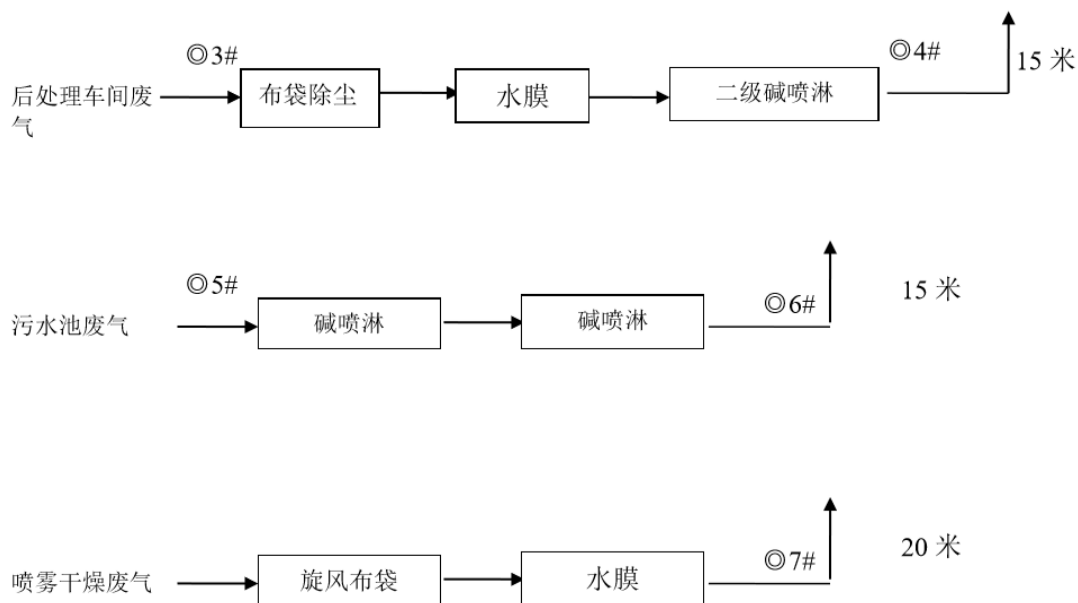 ◎3#
◎4#
15 米
后处理车间废
气
布袋除尘
水膜
二级碱喷淋
◎5#
◎6#
15 米
污水池废气
碱喷淋
碱喷淋
◎7#
20 米
喷雾干燥废气
旋风布袋
水膜